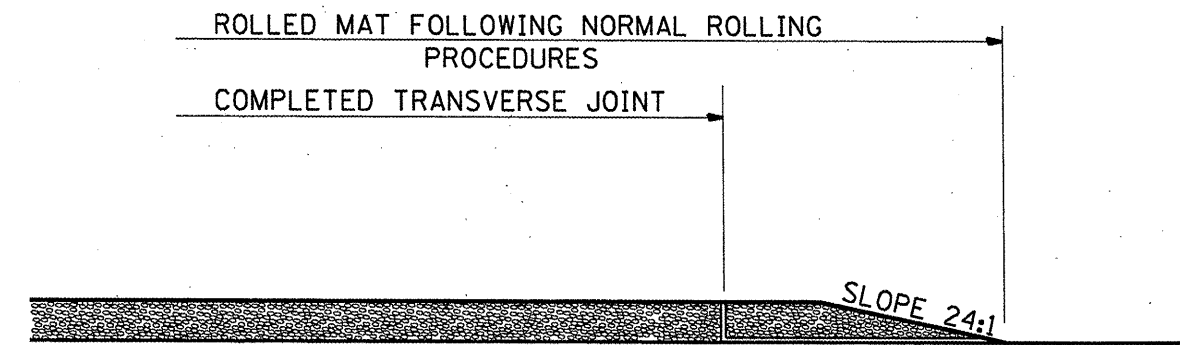 ROLLED MAT FOLLOWING NORMAL ROLLING
PROCEDURES
COMPLETED TRANSVERSE JOINT
SLOPE 24:1